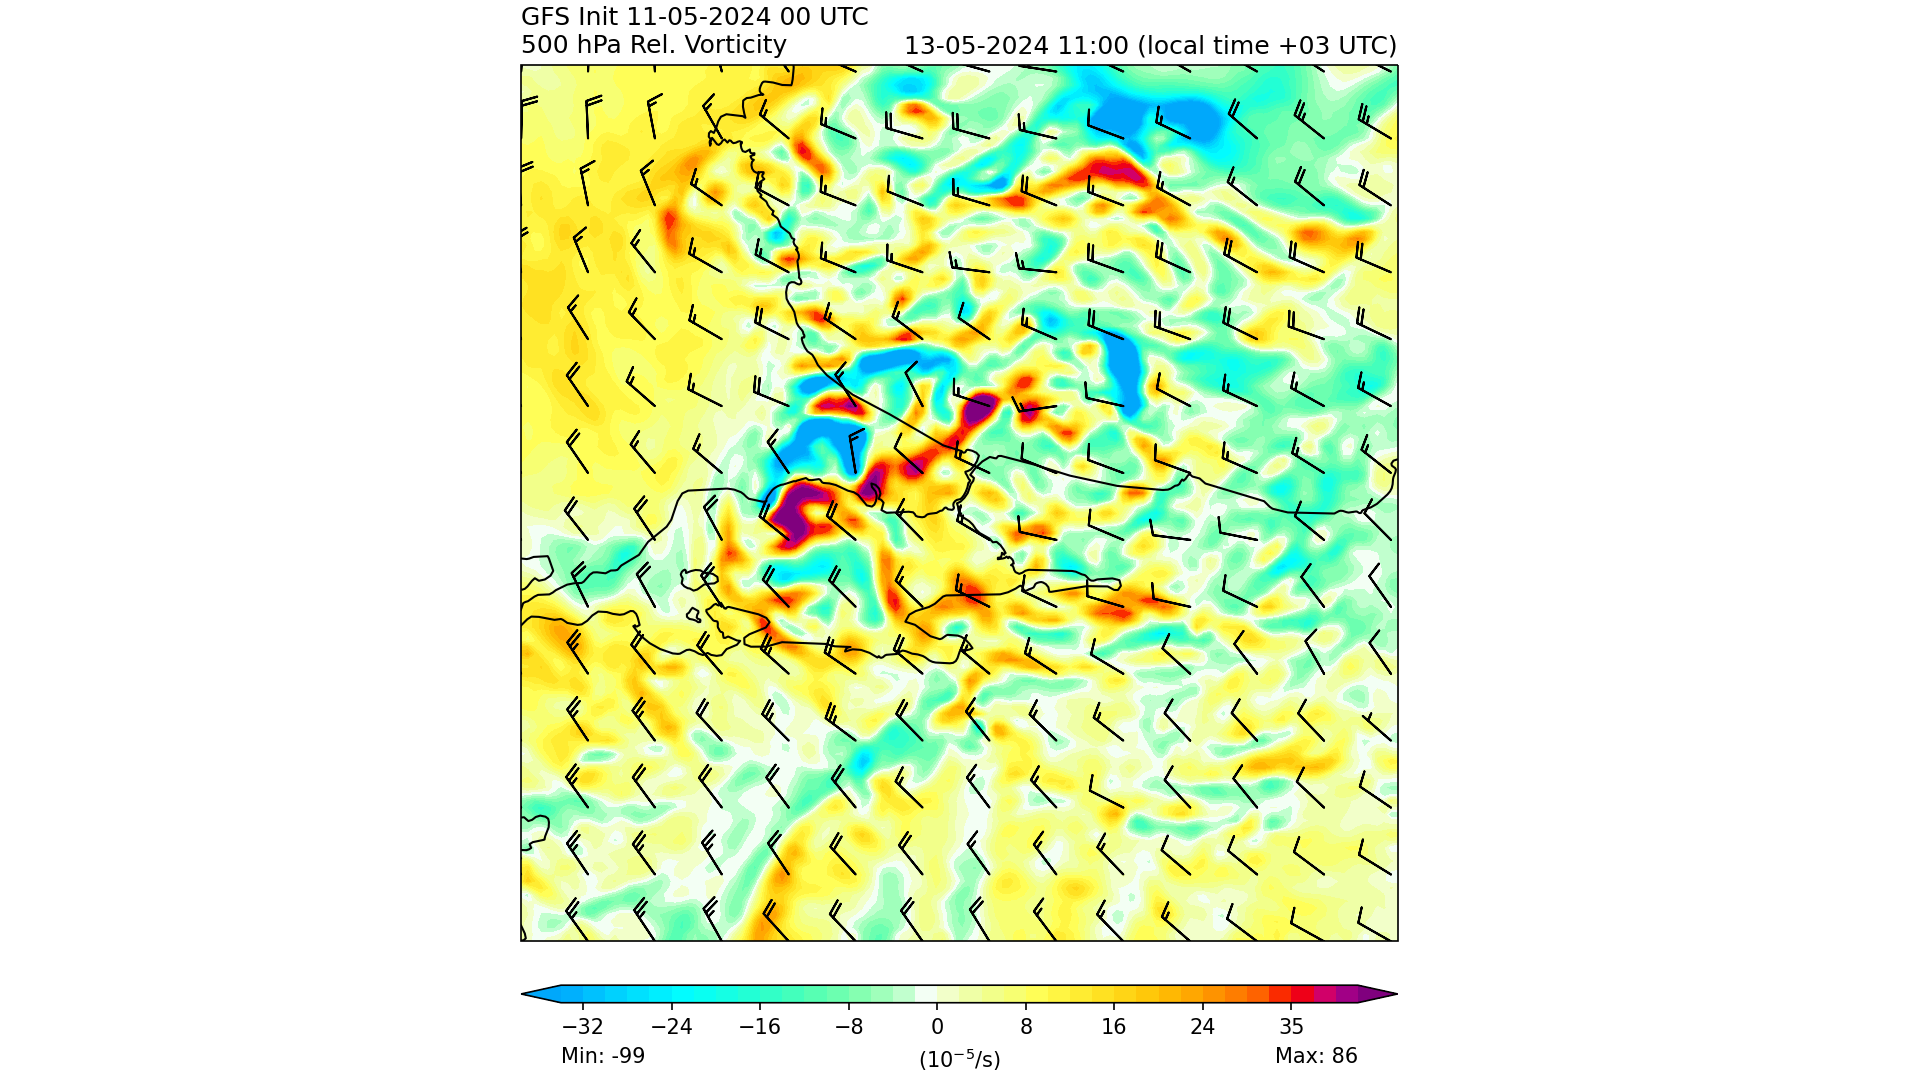 GFS Init 11-05-2024 00 UTC
500 hPa Rel. Vorticity
13-05-2024 11:00 (local time +03 UTC)
−32 −24 −16 −8 0 8 16 24 35
Min: -99
(10⁻⁵/s)
Max: 86